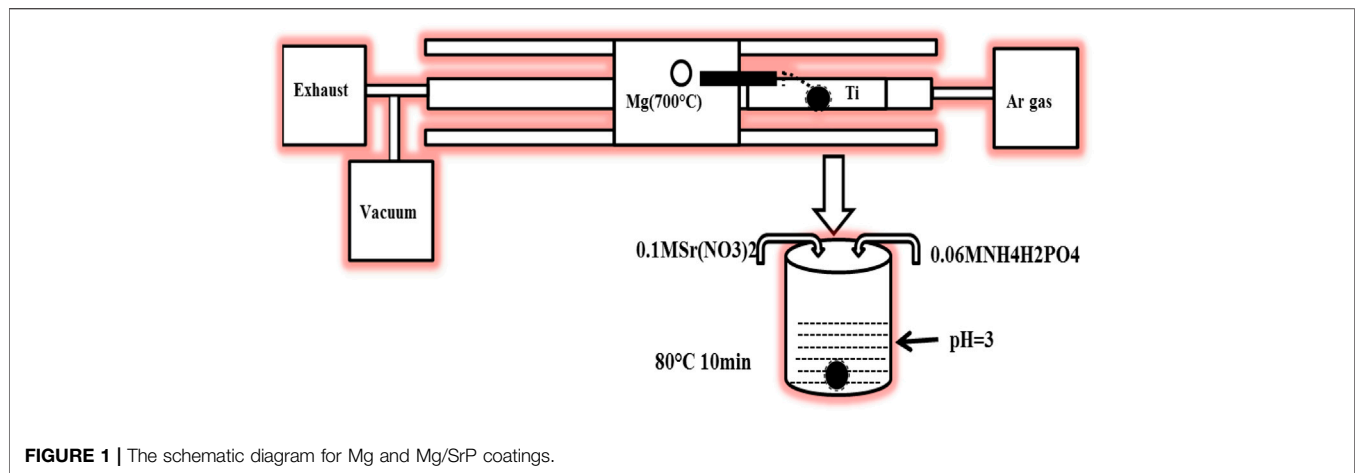 Exhaust
Mg(700°C)
Ti
Ar gas
Vacuum
0.1MSr(NO3)2
0.06MNH4H2PO4
pH=3
80°C 10min
FIGURE 1 | The schematic diagram for Mg and Mg/SrP coatings.